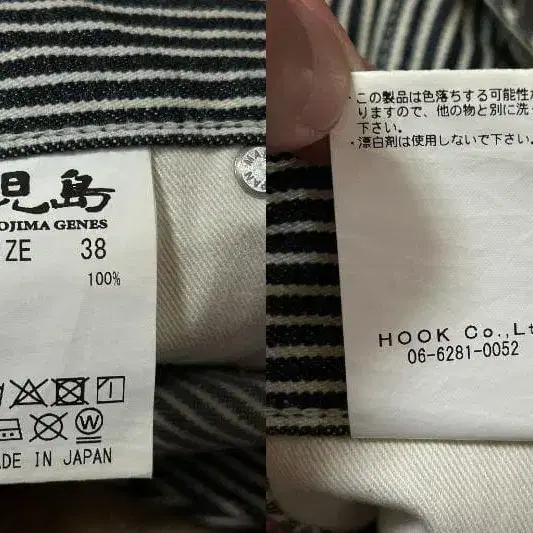 児島
OJIMA GENES
ZE 38
100%
W
ADE IN JAPAN
・この製品は色落ちする可能性が
りますので、他の物と別に洗っ
下さい。
・漂白剤は使用しないで下さい。
HOOK Co.,Lt
06-6281-0052